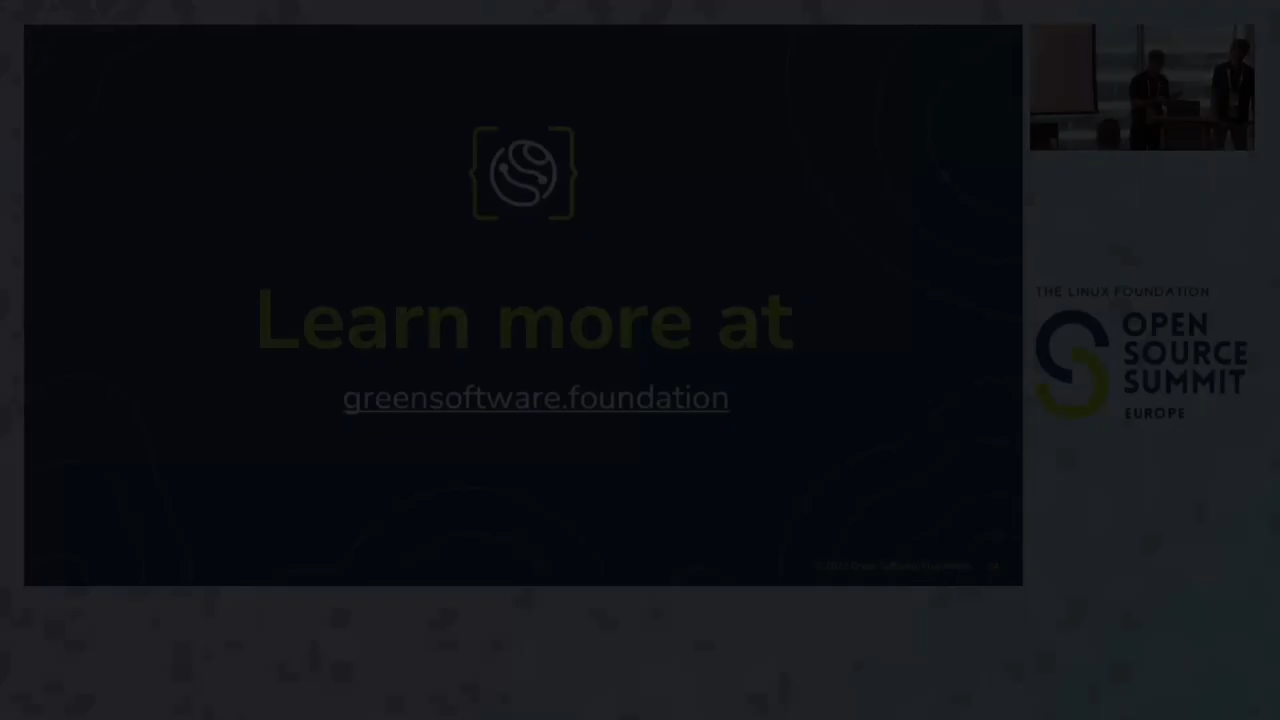 Learn more at
greensoftware.foundation
THE LINUX FOUNDATION
OPEN
SOURCE
SUMMIT
EUROPE